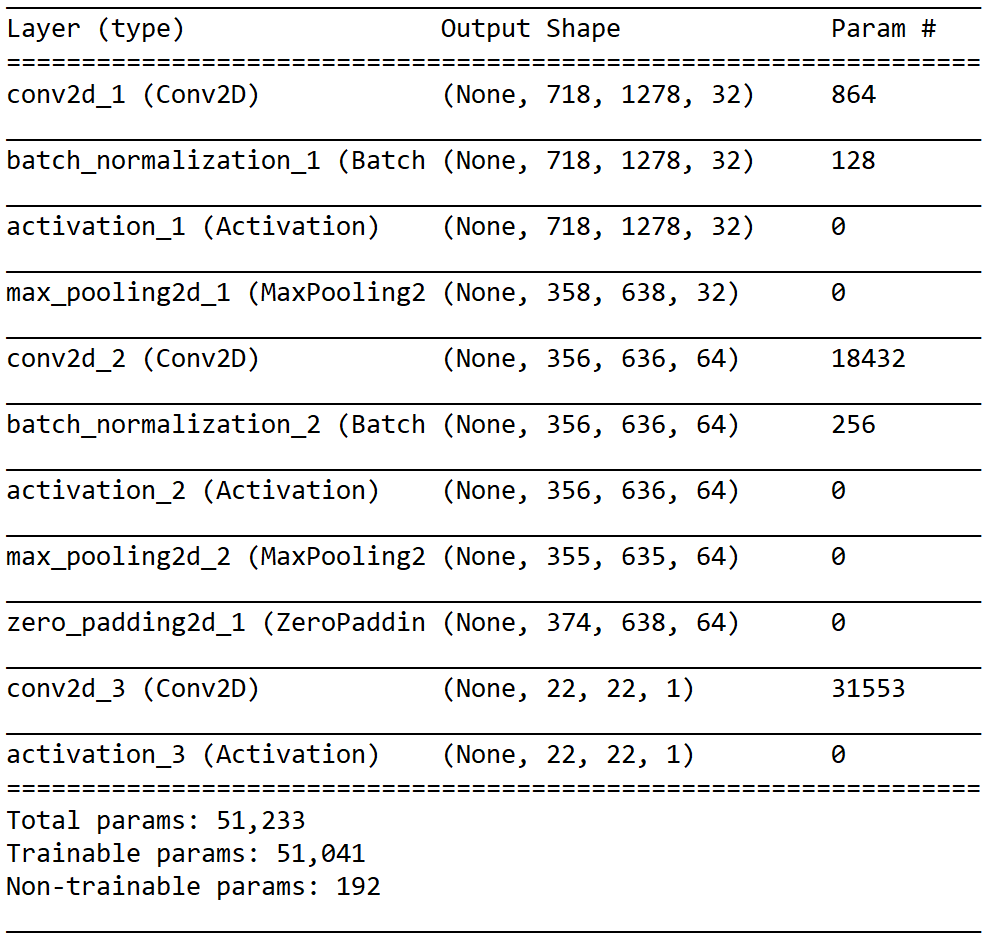 Layer (type) Output Shape Param #
=================================================================
conv2d_1 (Conv2D) (None, 718, 1278, 32) 864
batch_normalization_1 (Batch (None, 718, 1278, 32) 128
activation_1 (Activation) (None, 718, 1278, 32) 0
max_pooling2d_1 (MaxPooling2 (None, 358, 638, 32) 0
conv2d_2 (Conv2D) (None, 356, 636, 64) 18432
batch_normalization_2 (Batch (None, 356, 636, 64) 256
activation_2 (Activation) (None, 356, 636, 64) 0
max_pooling2d_2 (MaxPooling2 (None, 355, 635, 64) 0
zero_padding2d_1 (ZeroPaddin (None, 374, 638, 64) 0
conv2d_3 (Conv2D) (None, 22, 22, 1) 31553
activation_3 (Activation) (None, 22, 22, 1) 0
=================================================================
Total params: 51,233
Trainable params: 51,041
Non-trainable params: 192